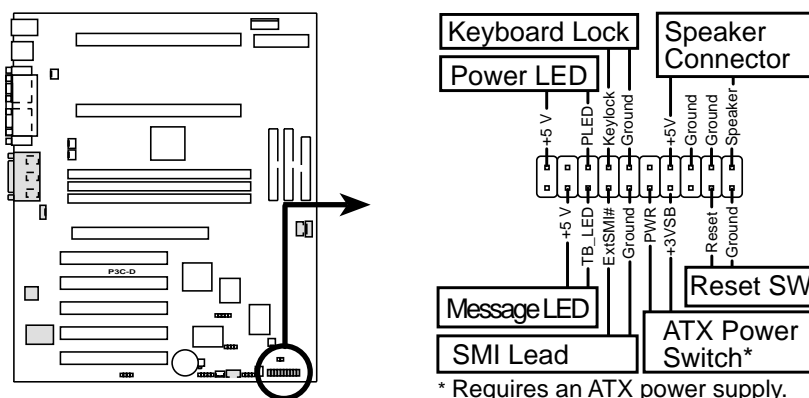 Keyboard Lock
Speaker
Connector
Power LED
+5 V
PLED
Keylock
Ground
+5V
Ground
Ground
Speaker
+5 V
TB_LED
ExtSMI#
Ground
PWR
+3VSB
Reset
Ground
P3C-D
Reset SW
Message LED
SMI Lead
ATX Power
Switch*
* Requires an ATX power supply.